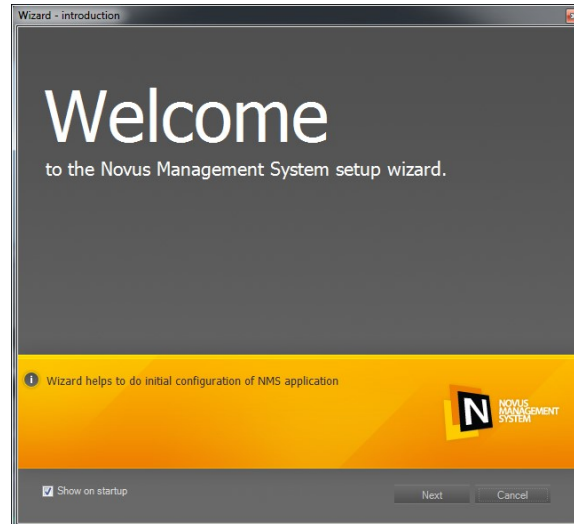 Wizard - introduction
Welcome
to the Novus Management System setup wizard.
Wizard helps to do initial configuration of NMS application
N
NOVUS
MANAGEMENT
SYSTEM
Show on startup
Next
Cancel